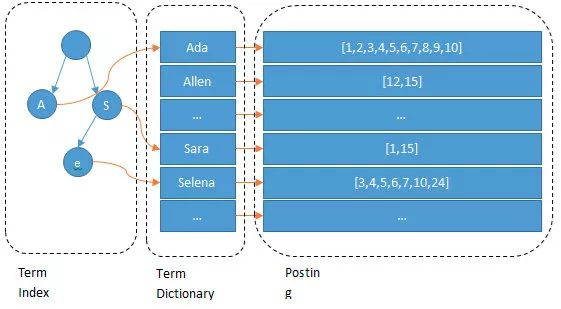 A
S
e
Ada
[1,2,3,4,5,6,7,8,9,10]
Allen
[12,15]
...
...
Sara
[1,15]
Selena
[3,4,5,6,7,10,24]
...
...
Term
Index
Term
Dictionary
Postin
g